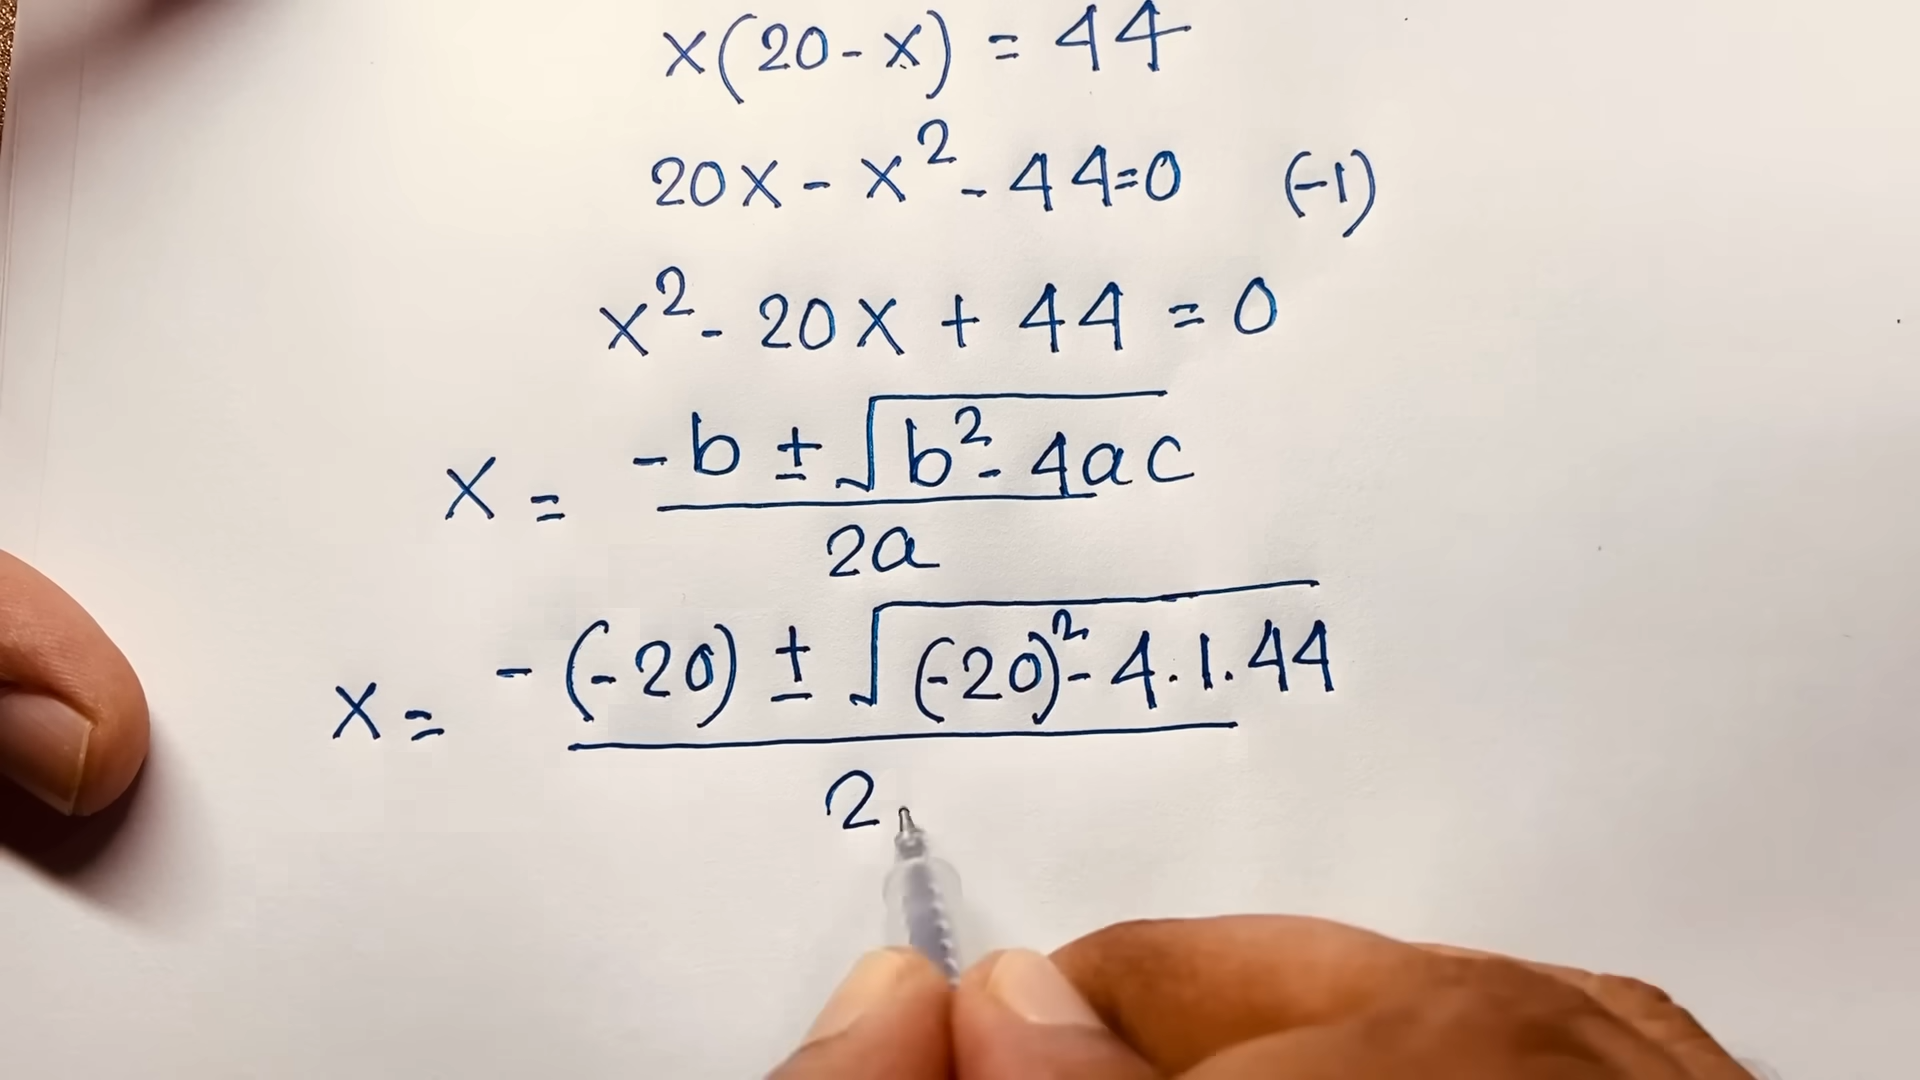 x(20-x) = 44
20x - x² - 44=0 (-1)
x² - 20x + 44 = 0
x = -b ± √b² - 4ac / 2a
x = -(-20) ± √(-20)² - 4.1.44 / 2